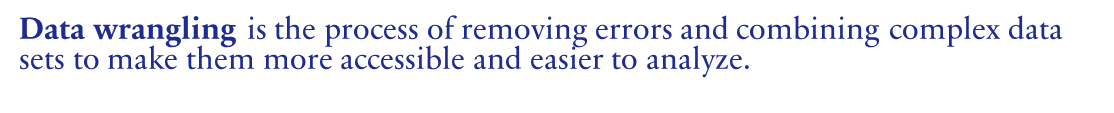 Data wrangling is the process of removing errors and combining complex data
sets to make them more accessible and easier to analyze.